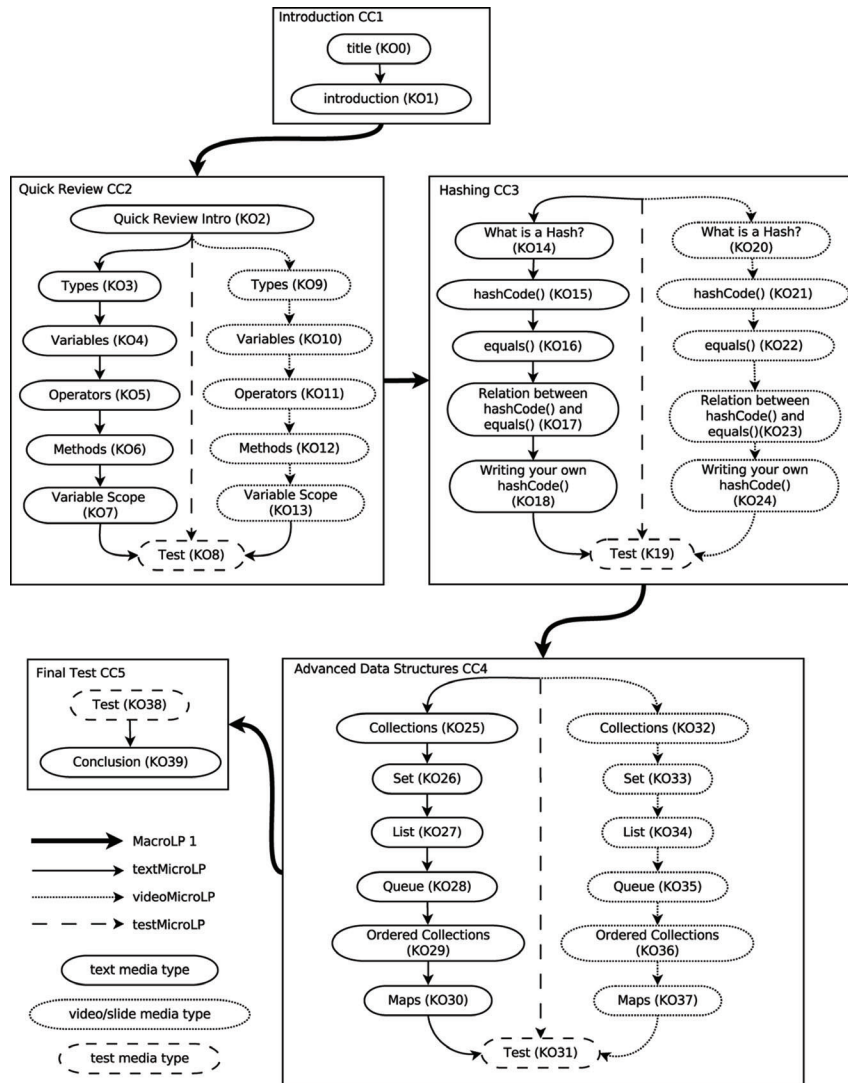 Introduction CC1
title (KO0)
introduction (KO1)
Quick Review CC2
Quick Review Intro (KO2)
Types (KO3)
Variables (KO4)
Operators (KO5)
Methods (KO6)
Variable Scope
(KO7)
Types (KO9)
Variables (KO10)
Operators (KO11)
Methods (KO12)
Variable Scope
(KO13)
Test (KO8)
Hashing CC3
What is a Hash?
(KO14)
hashCode() (KO15)
equals() (KO16)
Relation between
hashCode() and
equals() (KO17)
Writing your own
hashCode()
(KO18)
What is a Hash?
(KO20)
hashCode() (KO21)
equals() (KO22)
Relation between
hashCode() and
equals()(KO23)
Writing your own
hashCode()
(KO24)
Test (K19)
Advanced Data Structures CC4
Collections (KO25)
Set (KO26)
List (KO27)
Queue (KO28)
Ordered Collections
(KO29)
Maps (KO30)
Collections (KO32)
Set (KO33)
List (KO34)
Queue (KO35)
Ordered Collections
(KO36)
Maps (KO37)
Test (KO31)
Final Test CC5
Test (KO38)
Conclusion (KO39)
MacroLP 1
textMicroLP
videoMicroLP
testMicroLP
text media type
video/slide media type
test media type